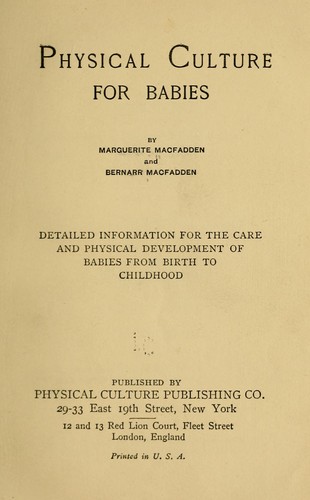 PHYSICAL CULTURE
FOR BABIES
BY
MARGUERITE MACFADDEN
and
BERNARR MACFADDEN
DETAILED INFORMATION FOR THE CARE
AND PHYSICAL DEVELOPMENT OF
BABIES FROM BIRTH TO
CHILDHOOD
PUBLISHED BY
PHYSICAL CULTURE PUBLISHING CO.
29-33 East 19th Street, New York
12 and 13 Red Lion Court, Fleet Street
London, England
Printed in U. S. A.